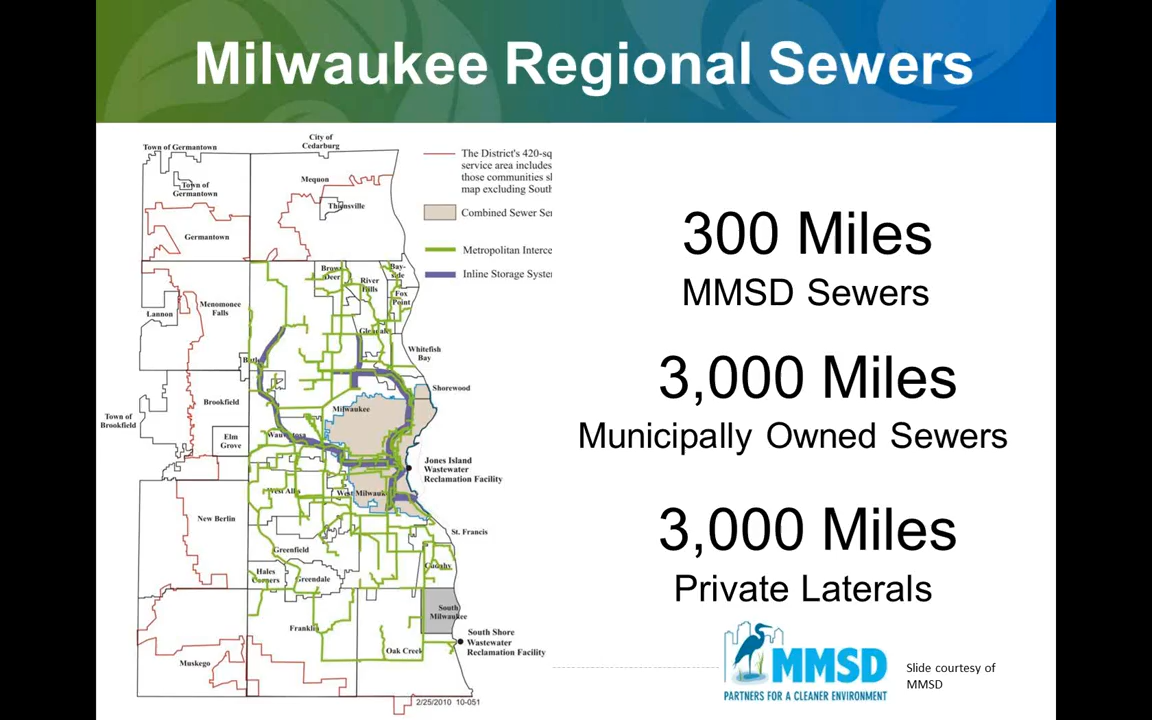 Milwaukee Regional Sewers
City of
Cedarburg
Town of Germantown
The District's 420-sq
service area includes
those communities sh
map excluding South
Mequon
Town of
Germantown
Thiensville
Combined Sewer Ser
Germantown
Metropolitan Interce
Inline Storage System
Brown
Deer
Bay-
side
River
Hills
Fox
Point
Menomonee
Falls
Lannon
Glendale
Whitefish
Bay
Butler
Shorewood
Brookfield
Milwaukee
Town of
Brookfield
Elm
Grove
Wauwatosa
Jones Island
Wastewater
Reclamation Facility
West Allis
West Milwaukee
New Berlin
St. Francis
Greenfield
Hales
Corners
Greendale
Cudahy
South
Milwaukee
Franklin
South Shore
Wastewater
Reclamation Facility
Oak Creek
Muskego
2/25/2010 10-051
300 Miles
MMSD Sewers
3,000 Miles
Municipally Owned Sewers
3,000 Miles
Private Laterals
MMSD
PARTNERS FOR A CLEANER ENVIRONMENT
Slide courtesy of
MMSD